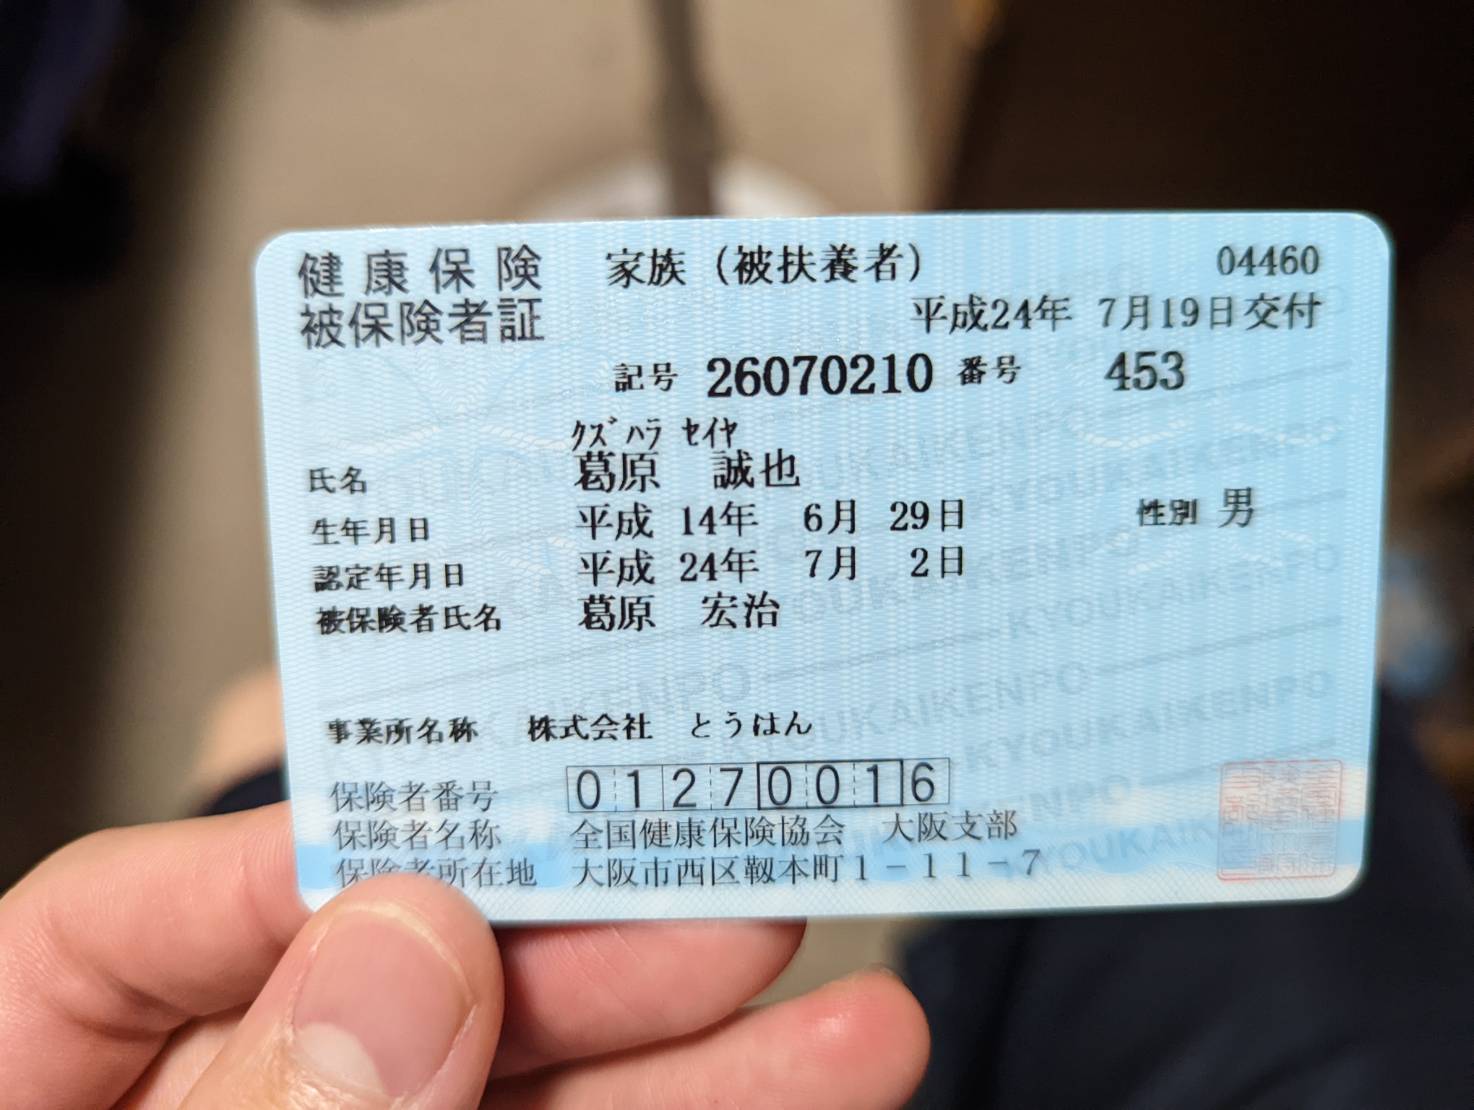 健康保険 家族（被扶養者） 04460
被保険者証 平成24年 7月19日交付
記号 26070210 番号 453
ｸｽﾞﾊﾗ ｾｲﾔ
氏名 葛原 誠也
生年月日 平成 14年 6月 29日 性別 男
認定年月日 平成 24年 7月 2日
被保険者氏名 葛原 宏治
事業所名称 株式会社 とうはん
保険者番号 01270016
保険者名称 全国健康保険協会 大阪支部
保険者所在地 大阪市西区靱本町1-11-7
KYOUKAIKENPO